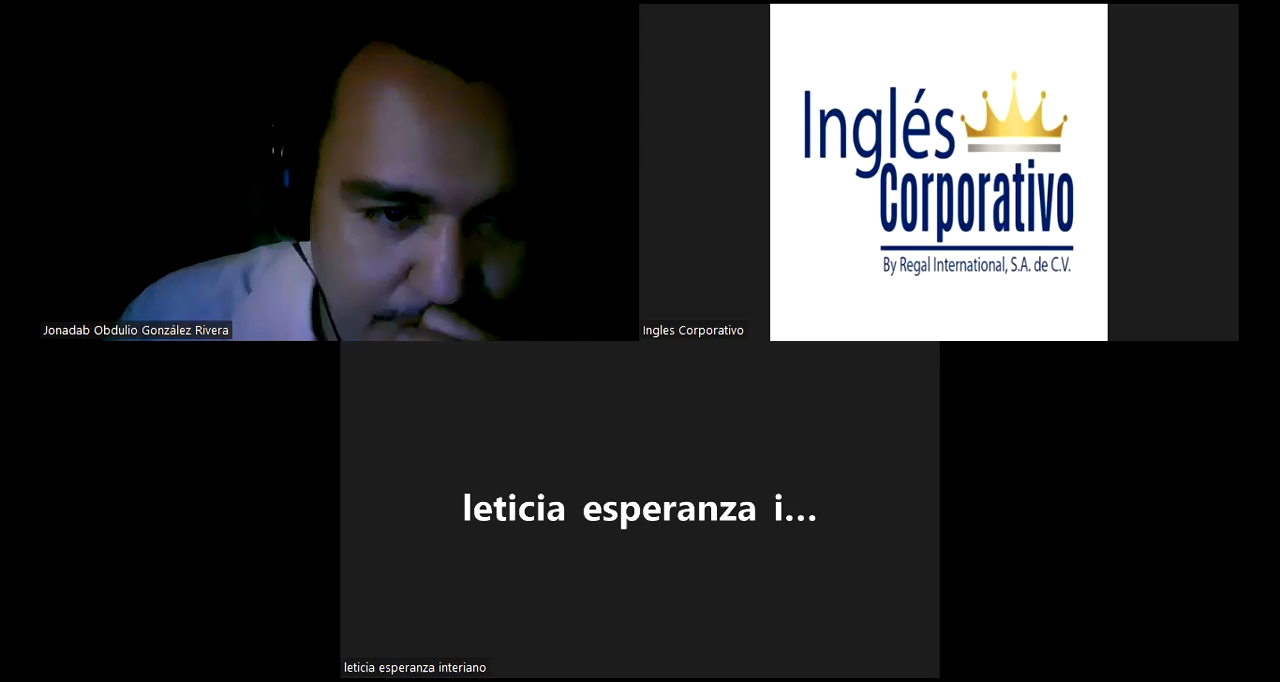 Inglés
Corporativo
By Regal International, S.A. de C.V.
Jonadab Obdulio González Rivera
Ingles Corporativo
leticia esperanza i...
leticia esperanza interiano